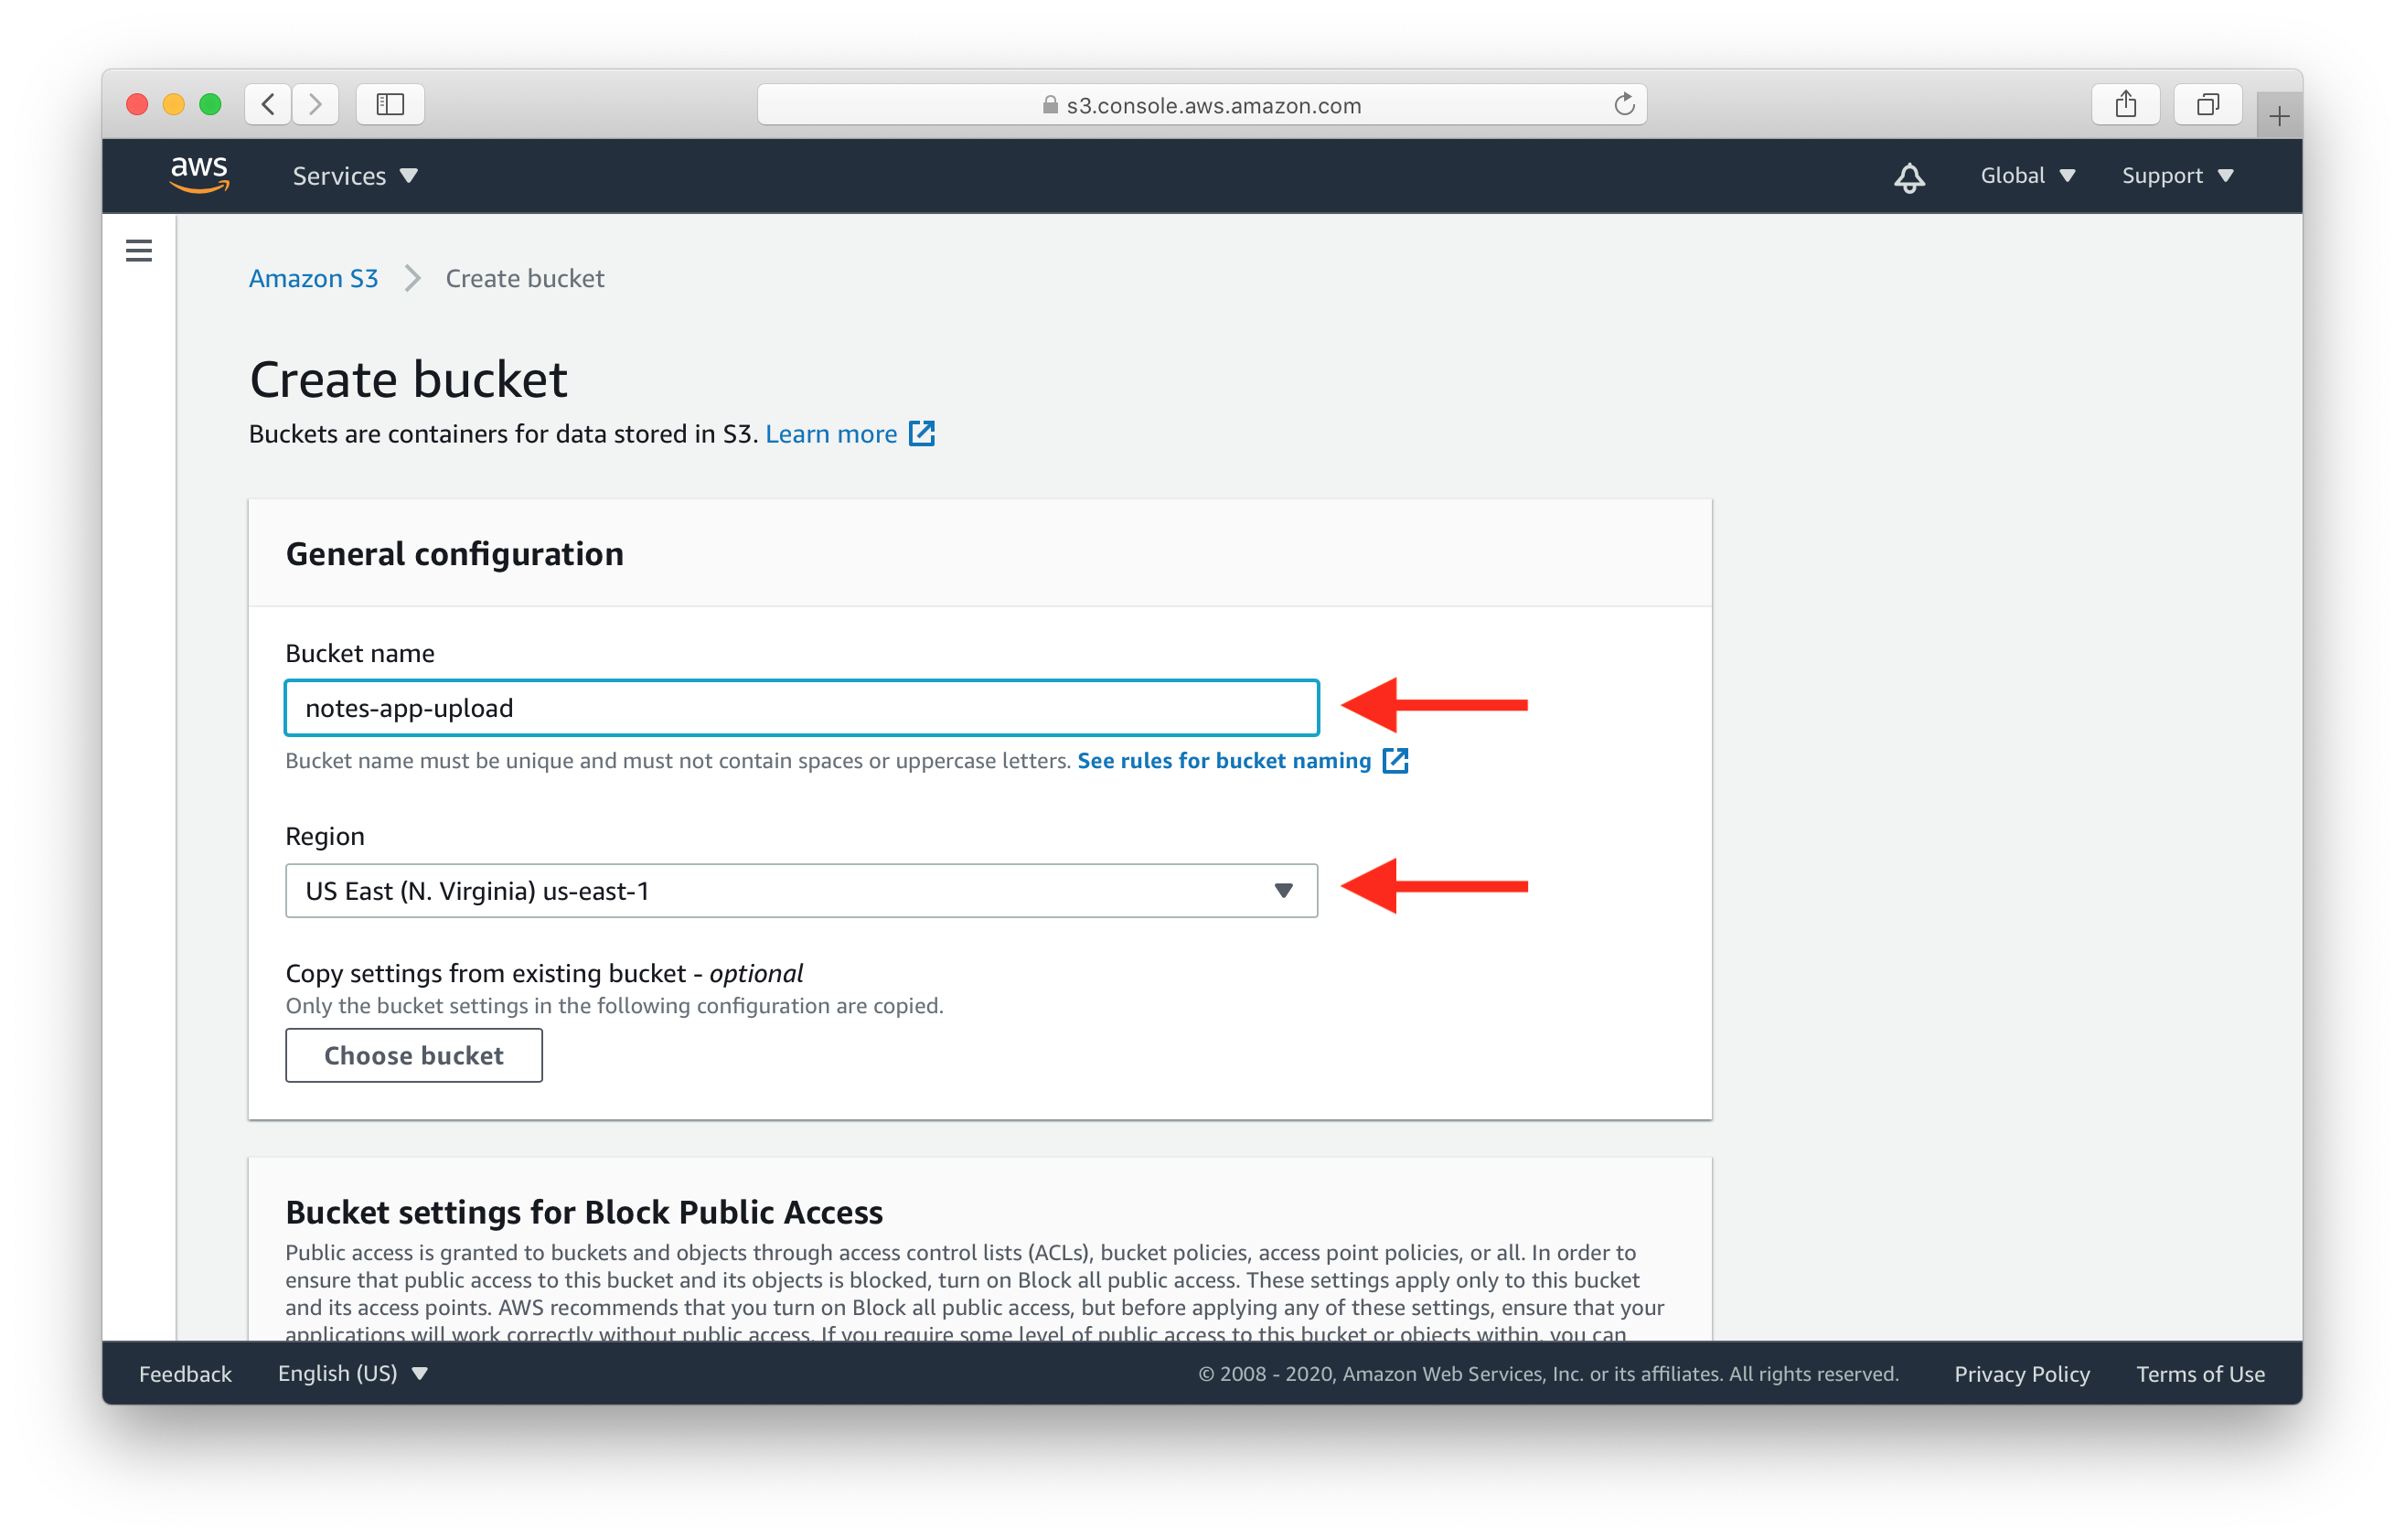 s3.console.aws.amazon.com
aws Services Global Support
Amazon S3 Create bucket
Create bucket
Buckets are containers for data stored in S3. Learn more
General configuration
Bucket name
notes-app-upload
Bucket name must be unique and must not contain spaces or uppercase letters. See rules for bucket naming
Region
US East (N. Virginia) us-east-1
Copy settings from existing bucket - optional
Only the bucket settings in the following configuration are copied.
Choose bucket
Bucket settings for Block Public Access
Public access is granted to buckets and objects through access control lists (ACLs), bucket policies, access point policies, or all. In order to
ensure that public access to this bucket and its objects is blocked, turn on Block all public access. These settings apply only to this bucket
and its access points. AWS recommends that you turn on Block all public access, but before applying any of these settings, ensure that your
applications will work correctly without public access. If you require some level of public access to this bucket or objects within, you can
Feedback English (US) © 2008 - 2020, Amazon Web Services, Inc. or its affiliates. All rights reserved. Privacy Policy Terms of Use